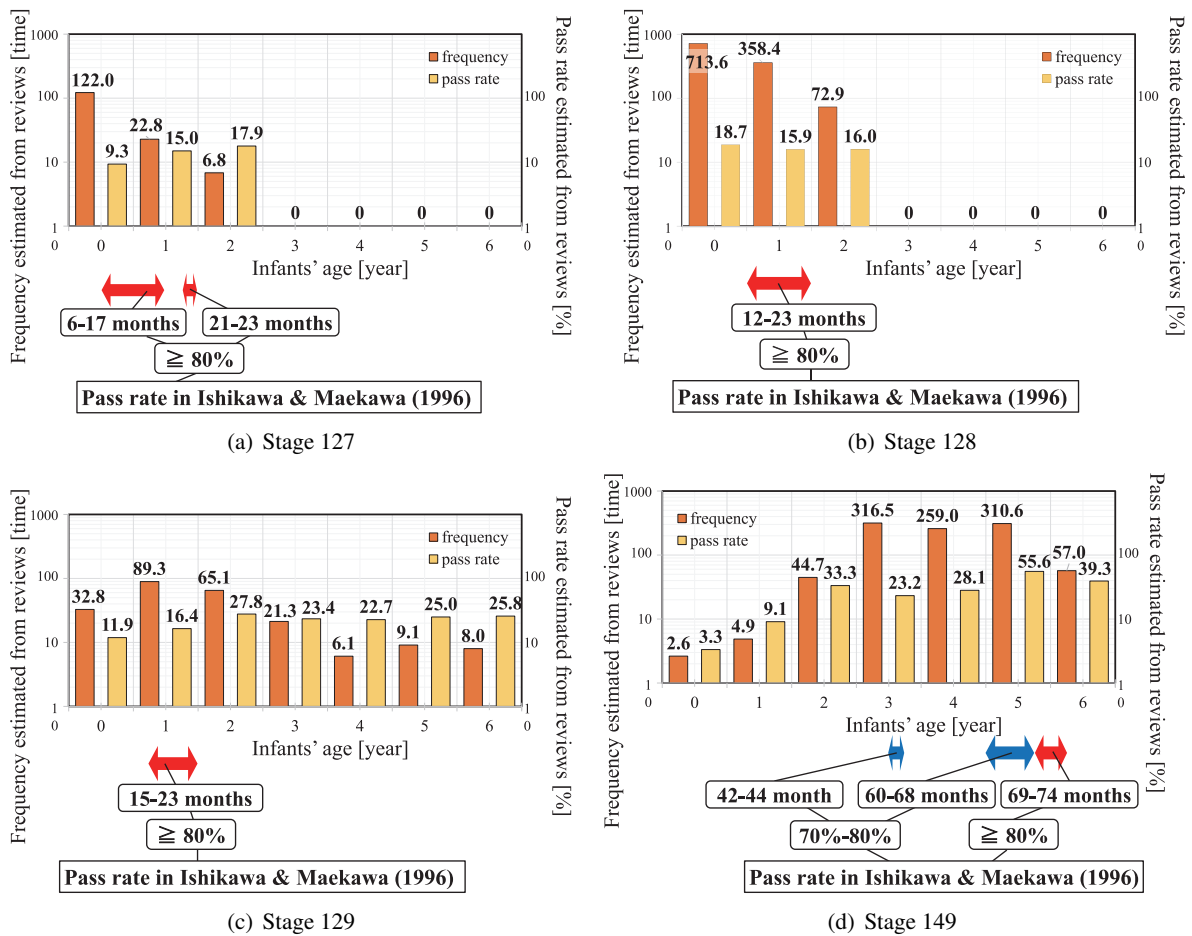 Frequency estimated from reviews [time]
Pass rate estimated from reviews [%]
1000
100
10
1
0
100
10
1
frequency
pass rate
122.0
9.3
22.8
15.0
6.8
17.9
0
0
0
0
0 1 2 3 4 5 6 0
Infants' age [year]
6-17 months
21-23 months
≧ 80%
Pass rate in Ishikawa & Maekawa (1996)
(a) Stage 127
Frequency estimated from reviews [time]
Pass rate estimated from reviews [%]
1000
100
10
1
0
100
10
1
frequency
pass rate
713.6
18.7
358.4
15.9
72.9
16.0
0
0
0
0
0 1 2 3 4 5 6 0
Infants' age [year]
12-23 months
≧ 80%
Pass rate in Ishikawa & Maekawa (1996)
(b) Stage 128
Frequency estimated from reviews [time]
Pass rate estimated from reviews [%]
1000
100
10
1
0
100
10
1
frequency
pass rate
32.8
11.9
89.3
16.4
65.1
27.8
21.3
23.4
6.1
22.7
9.1
25.0
8.0
25.8
0 1 2 3 4 5 6 0
Infants' age [year]
15-23 months
≧ 80%
Pass rate in Ishikawa & Maekawa (1996)
(c) Stage 129
Frequency estimated from reviews [time]
Pass rate estimated from reviews [%]
1000
100
10
1
0
100
10
1
frequency
pass rate
2.6
3.3
4.9
9.1
44.7
33.3
316.5
23.2
259.0
28.1
310.6
55.6
57.0
39.3
0 1 2 3 4 5 6 0
Infants' age [year]
42-44 month
60-68 months
69-74 months
70%-80%
≧ 80%
Pass rate in Ishikawa & Maekawa (1996)
(d) Stage 149